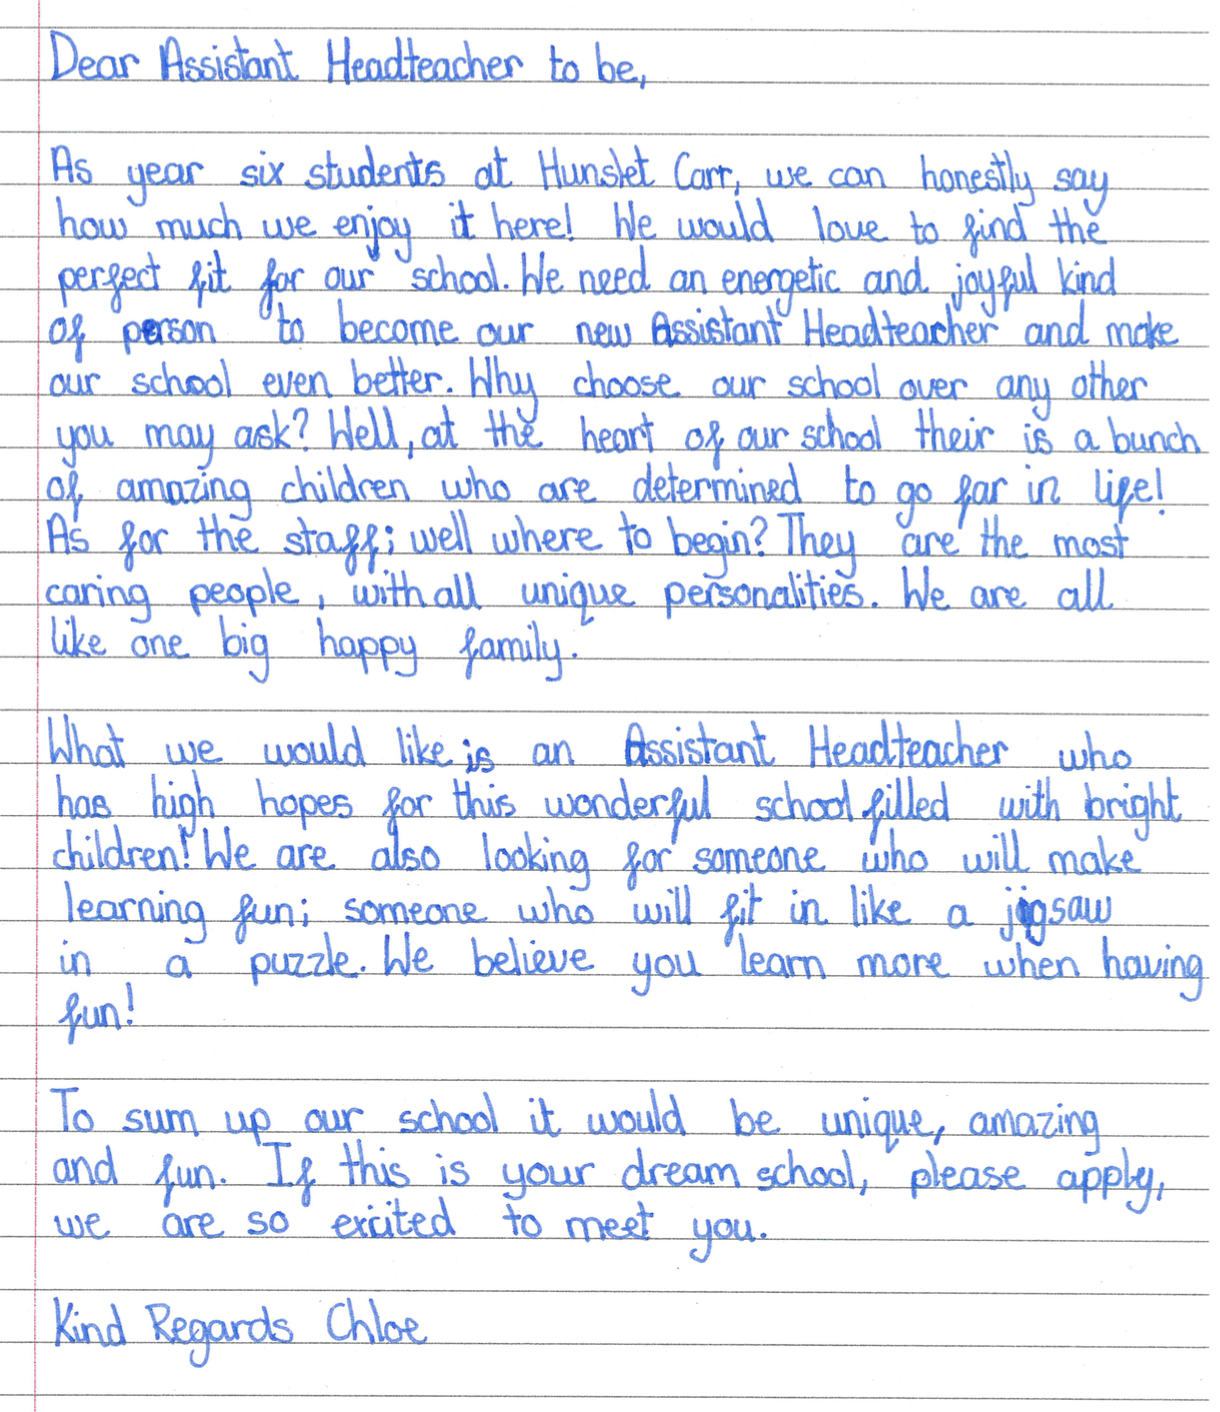 Dear Assistant Headteacher to be,
As year six students at Hunslet Carr, we can honestly say
how much we enjoy it here! We would love to find the
perfect fit for our school. We need an energetic and joyful kind
of person to become our new Assistant Headteacher and make
our school even better. Why choose our school over any other
you may ask? Well, at the heart of our school their is a bunch
of amazing children who are determined to go far in life!
As for the staff; well where to begin? They are the most
caring people, with all unique personalities. We are all
like one big happy family.
What we would like is an Assistant Headteacher who
has high hopes for this wonderful school filled with bright
children! We are also looking for someone who will make
learning fun; someone who will fit in like a jigsaw
in a puzzle. We believe you learn more when having
fun!
To sum up our school it would be unique, amazing
and fun. If this is your dream school, please apply,
we are so excited to meet you.
Kind Regards Chloe